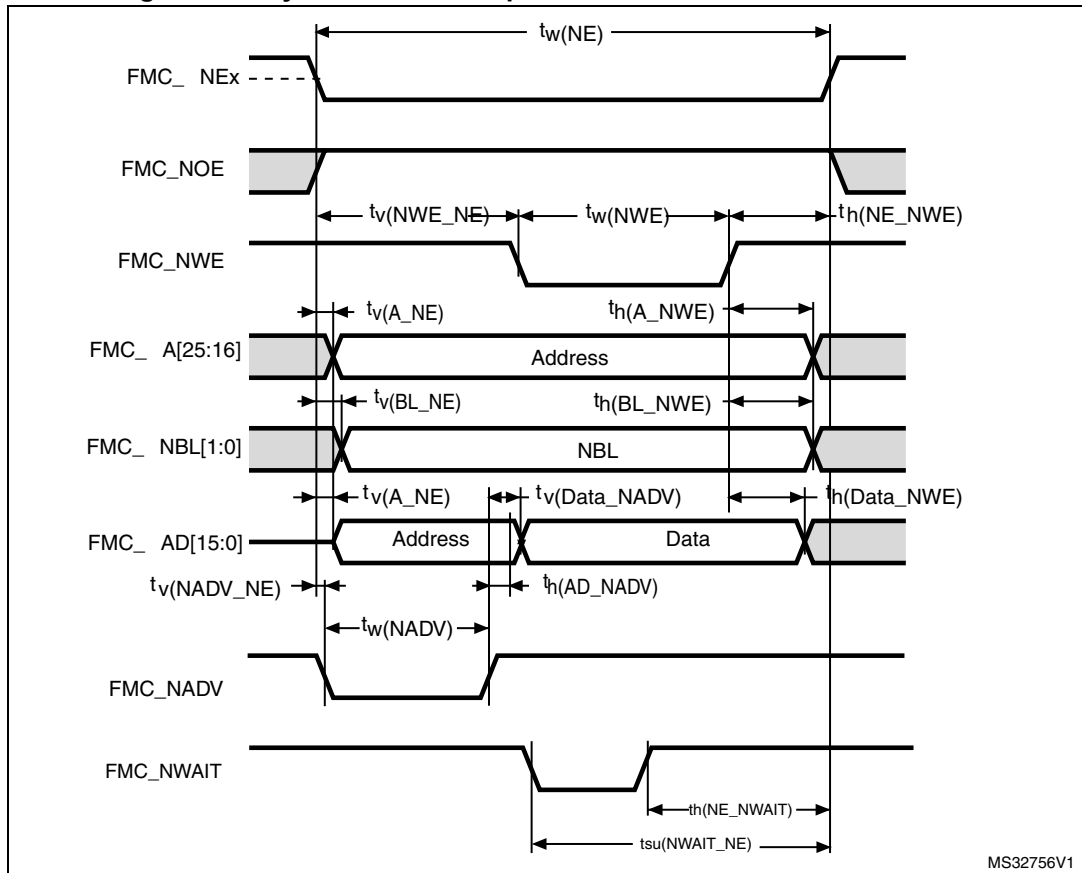 tw(NE)
FMC_ NEx
FMC_NOE
tv(NWE_NE)
tw(NWE)
th(NE_NWE)
FMC_NWE
tv(A_NE)
th(A_NWE)
FMC_ A[25:16]
Address
tv(BL_NE)
th(BL_NWE)
FMC_ NBL[1:0]
NBL
tv(A_NE)
tv(Data_NADV)
th(Data_NWE)
FMC_ AD[15:0]
Address
Data
tv(NADV_NE)
th(AD_NADV)
tw(NADV)
FMC_NADV
FMC_NWAIT
th(NE_NWAIT)
tsu(NWAIT_NE)
MS32756V1